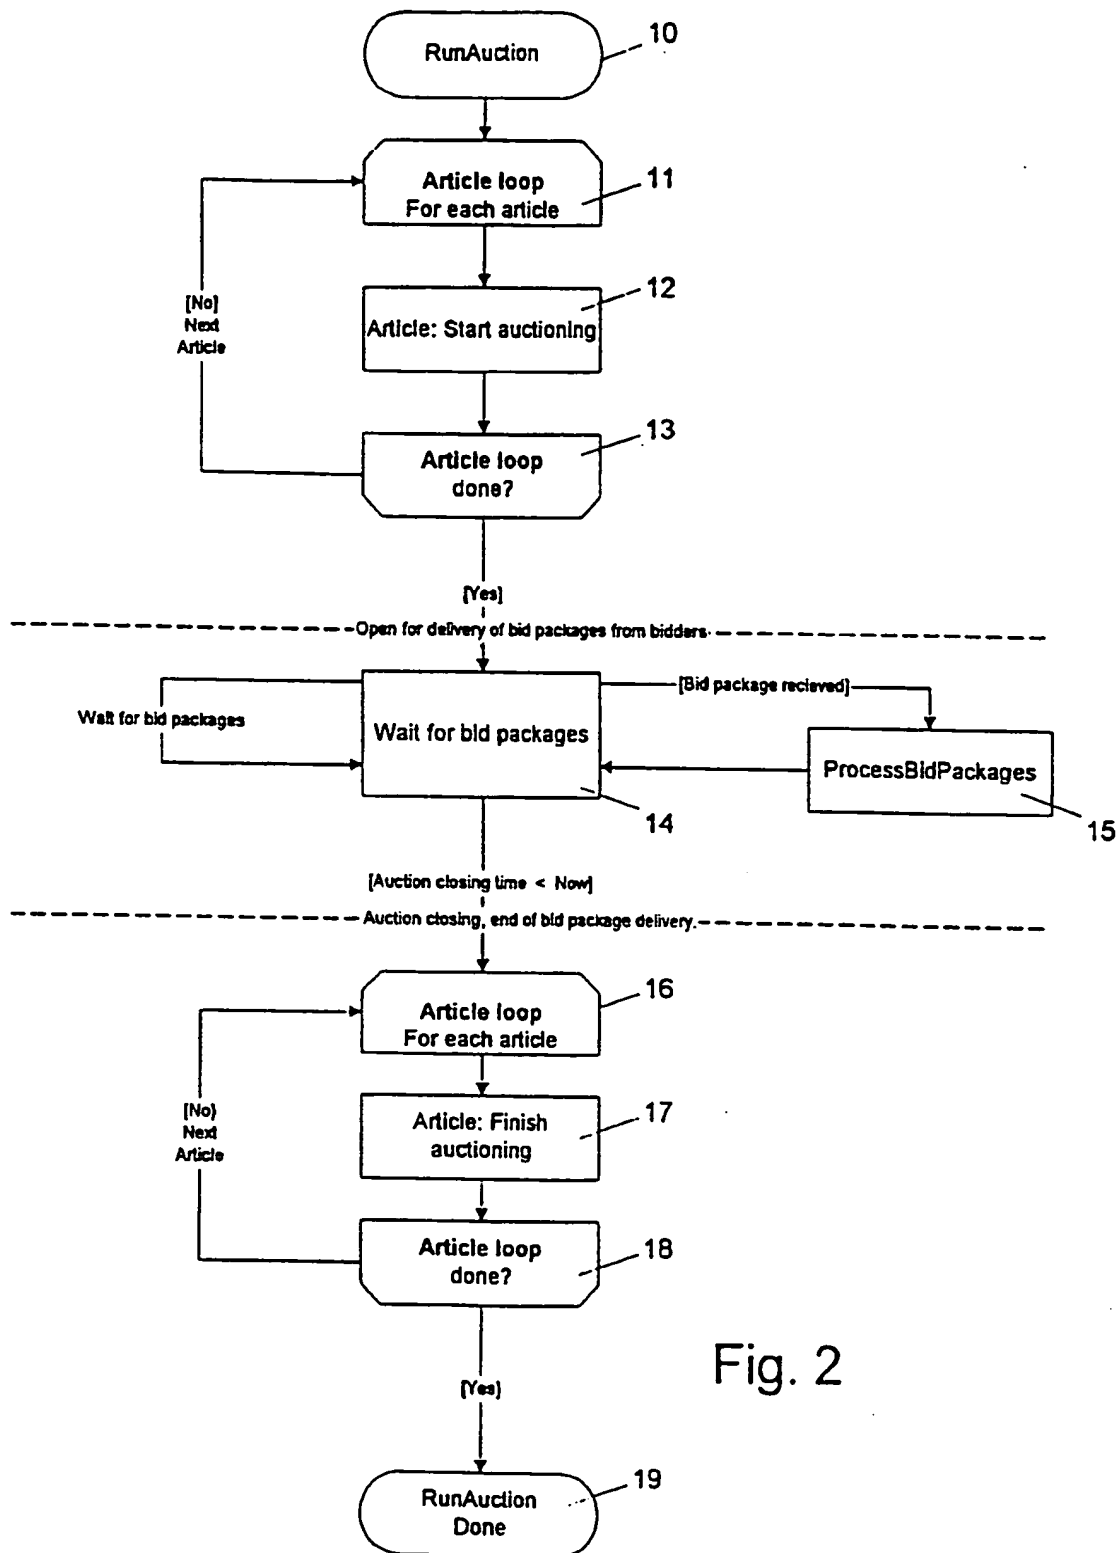 RunAuction
10
Article loop
For each article
11
[No]
Next
Article
12
Article: Start auctioning
13
Article loop
done?
[Yes]
Open for delivery of bid packages from bidders
Wait for bid packages
Wait for bid packages
14
[Bid package recieved]
ProcessBidPackages
15
[Auction closing time < Now]
Auction closing, end of bid package delivery.
16
Article loop
For each article
[No]
Next
Article
Article: Finish
auctioning
17
Article loop
done?
18
[Yes]
Fig. 2
RunAuction
Done
19